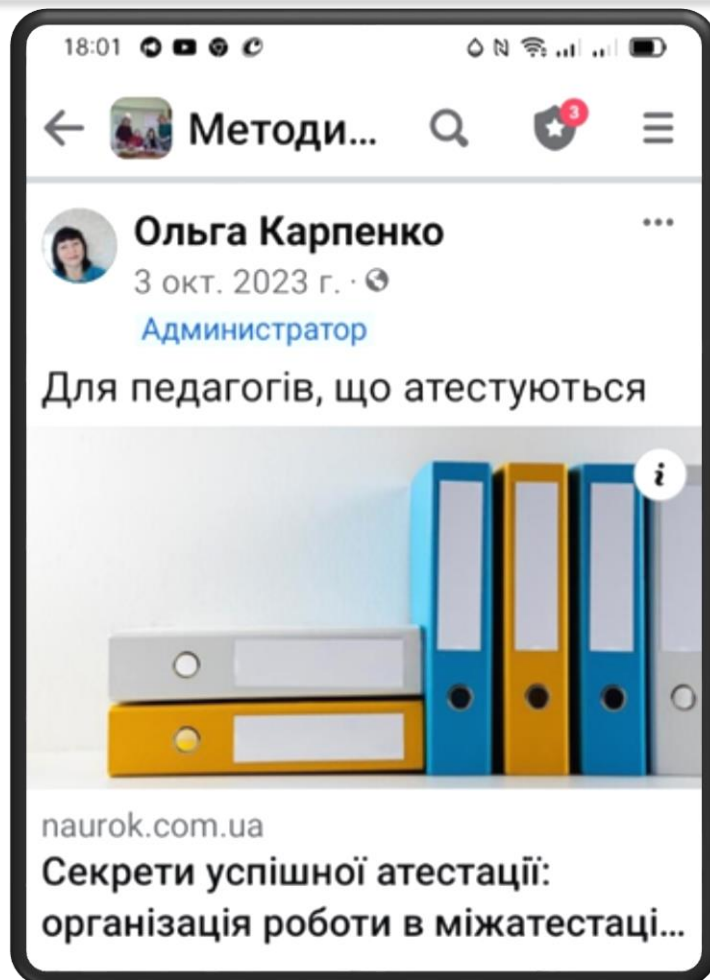 18:01
Методи...
3
Ольга Карпенко
3 окт. 2023 г. ·
Администратор
Для педагогів, що атестуються
i
naurok.com.ua
Секрети успішної атестації:
організація роботи в міжатестаці...